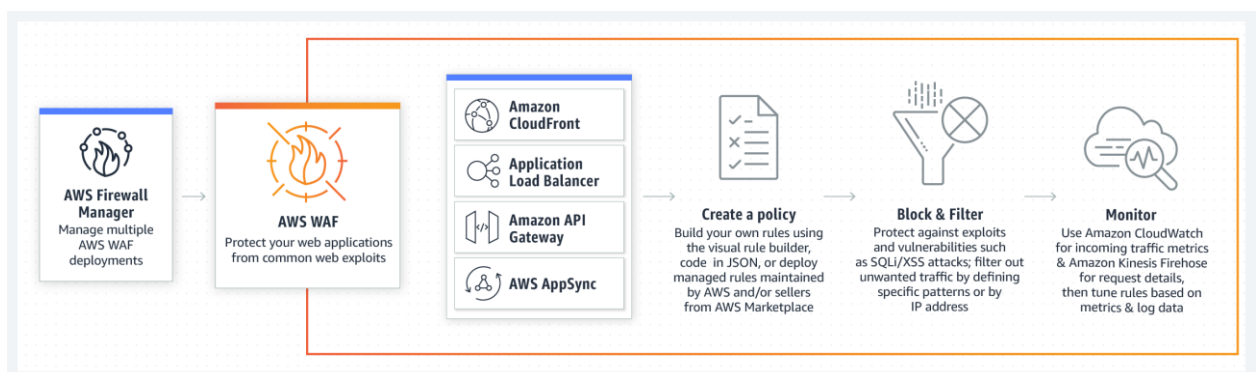 AWS Firewall
Manager
Manage multiple
AWS WAF
deployments
AWS WAF
Protect your web applications
from common web exploits
Amazon
CloudFront
Application
Load Balancer
Amazon API
Gateway
AWS AppSync
Create a policy
Build your own rules using
the visual rule builder,
code in JSON, or deploy
managed rules maintained
by AWS and/or sellers
from AWS Marketplace
Block & Filter
Protect against exploits
and vulnerabilities such
as SQLi/XSS attacks; filter out
unwanted traffic by defining
specific patterns or by
IP address
Monitor
Use Amazon CloudWatch
for incoming traffic metrics
& Amazon Kinesis Firehose
for request details,
then tune rules based on
metrics & log data